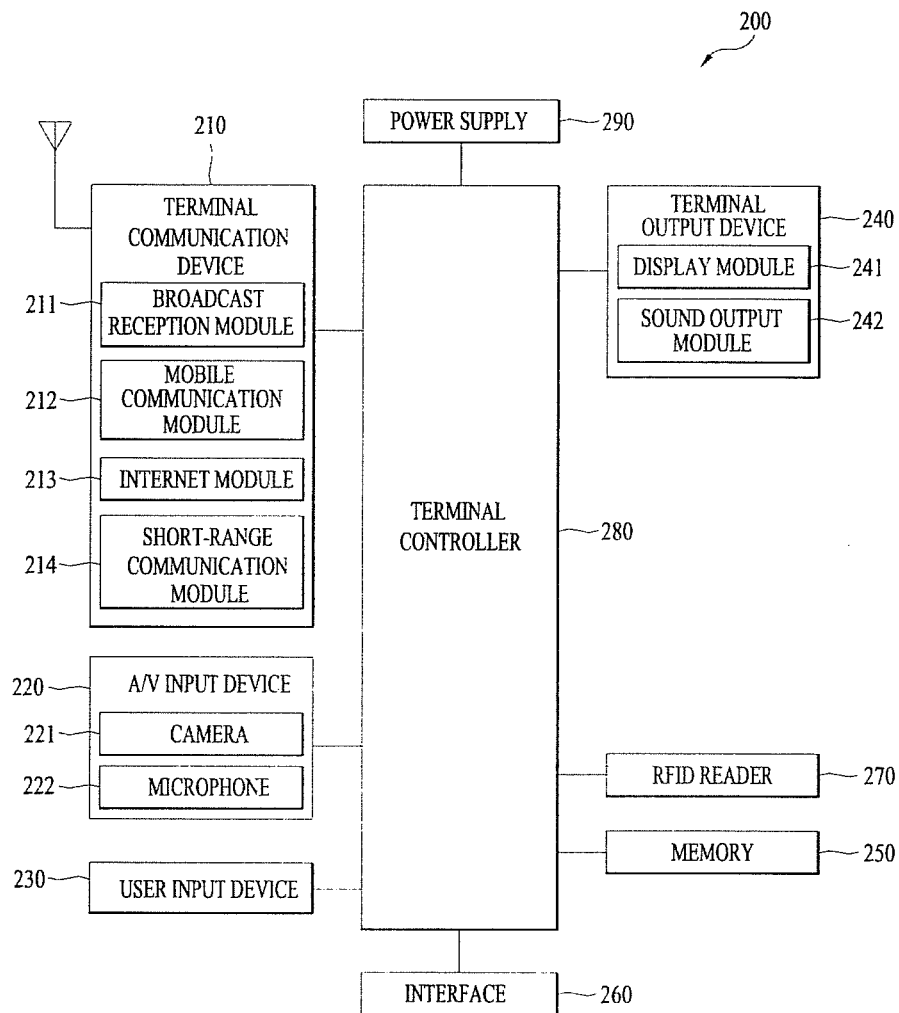 200
POWER SUPPLY
290
210
TERMINAL
COMMUNICATION
DEVICE
211
BROADCAST
RECEPTION MODULE
212
MOBILE
COMMUNICATION
MODULE
213
INTERNET MODULE
214
SHORT-RANGE
COMMUNICATION
MODULE
220
A/V INPUT DEVICE
221
CAMERA
222
MICROPHONE
230
USER INPUT DEVICE
TERMINAL
CONTROLLER
280
TERMINAL
OUTPUT DEVICE
240
DISPLAY MODULE
241
SOUND OUTPUT
MODULE
242
RFID READER
270
MEMORY
250
INTERFACE
260